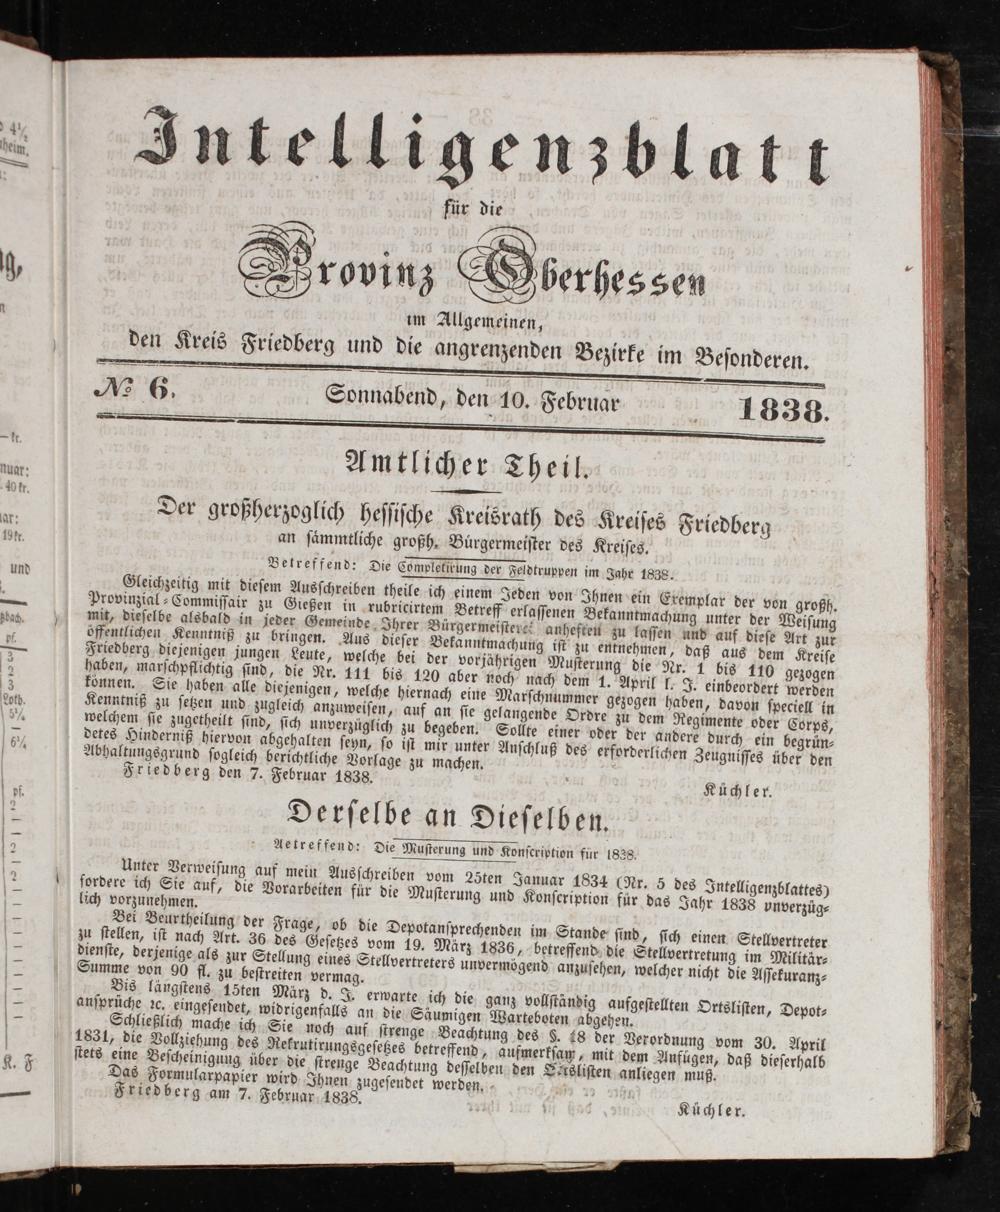 Intelligenzblatt
für die
Provinz Oberhessen
im Allgemeinen,
den Kreis Friedberg und die angrenzenden Bezirke im Besonderen.
№ 6. Sonnabend, den 10. Februar 1838.
Amtlicher Theil.
Der großherzoglich hessische Kreisrath des Kreises Friedberg
an sämmtliche großh. Bürgermeister des Kreises.
Betreffend: Die Completirung der Feldtruppen im Jahr 1838.
Gleichzeitig mit diesem Ausschreiben theile ich einem Jeden von Ihnen ein Exemplar der von großh.
Provinzial-Commissair zu Gießen in rubricirtem Betreff erlassenen Bekanntmachung unter der Weisung
mit, dieselbe alsbald in jeder Gemeinde Ihrer Bürgermeisterei anheften zu lassen und auf diese Art zur
öffentlichen Kenntniß zu bringen. Aus dieser Bekanntmachung ist zu entnehmen, daß aus dem Kreise
Friedberg diejenigen jungen Leute, welche bei der vorjährigen Musterung die Nr. 1 bis 110 gezogen
haben, marschpflichtig sind, die Nr. 111 bis 120 aber noch nach dem 1. April l. J. einbeordert werden
können. Sie haben alle diejenigen, welche hiernach eine Marschnummer gezogen haben, davon speciell in
Kenntniß zu setzen und zugleich anzuweisen, auf an sie gelangende Ordre zu dem Regimente oder Corps,
welchem sie zugetheilt sind, sich unverzüglich zu begeben. Sollte einer oder der andere durch ein begrün-
detes Hinderniß hiervon abgehalten seyn, so ist mir unter Anschluß des erforderlichen Zeugnisses über den
Abhaltungsgrund sogleich berichtliche Vorlage zu machen.
Friedberg den 7. Februar 1838.
Küchler.
Derselbe an Dieselben.
Aetreffend: Die Musterung und Konscription für 1838.
Unter Verweisung auf mein Ausschreiben vom 25ten Januar 1834 (Nr. 5 des Intelligenzblattes)
fordere ich Sie auf, die Vorarbeiten für die Musterung und Konscription für das Jahr 1838 unverzüg-
lich vorzunehmen.
Bei Beurtheilung der Frage, ob die Depotansprechenden im Stande sind, sich einen Stellvertreter
zu stellen, ist nach Art. 36 des Gesetzes vom 19. März 1836, betreffend die Stellvertretung im Militär-
dienste, derjenige als zur Stellung eines Stellvertreters unvermögend anzusehen, welcher nicht die Assekuranz-
Summe von 90 fl. zu bestreiten vermag.
Bis längstens 15ten März d. J. erwarte ich die ganz vollständig aufgestellten Ortslisten, Depot-
ansprüche ꝛc. eingesendet, widrigenfalls an die Säumigen Warteboten abgehen.
Schließlich mache ich Sie noch auf strenge Beachtung des §. 18 der Verordnung vom 30. April
1831, die Vollziehung des Rekrutirungsgesetzes betreffend, aufmerksam, mit dem Anfügen, daß dieserhalb
stets eine Bescheinigung über die strenge Beachtung desselben den Ortslisten anliegen muß.
Das Formularpapier wird Ihnen zugesendet werden.
Friedberg am 7. Februar 1838.
Küchler.